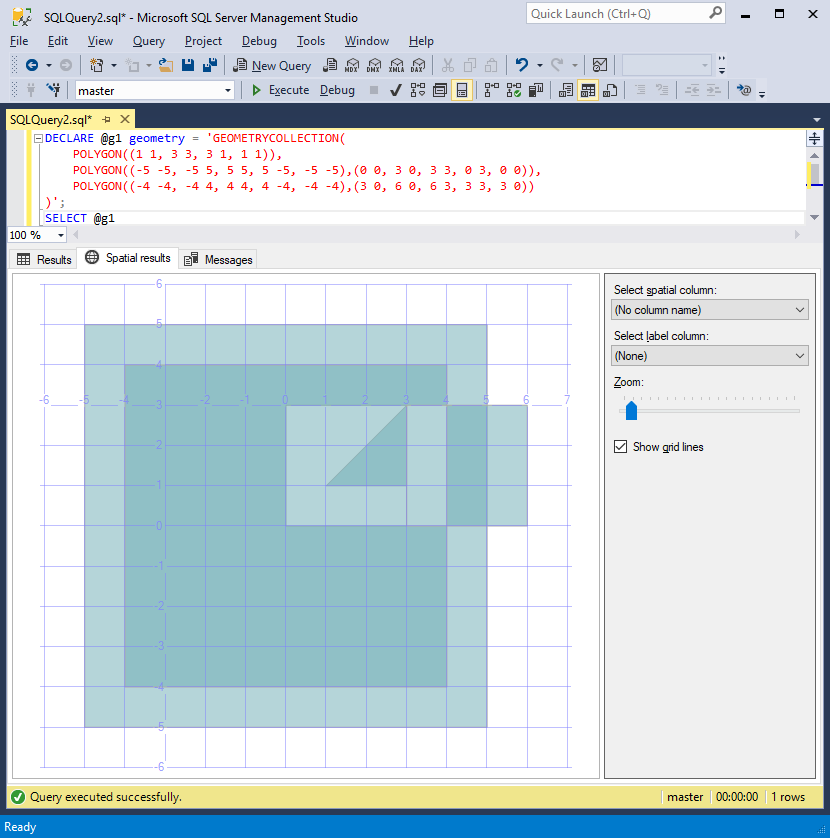 SQLQuery2.sql* - Microsoft SQL Server Management Studio
Quick Launch (Ctrl+Q)
File Edit View Query Project Debug Tools Window Help
New Query MDX DMX XMLA DAX
master Execute Debug
SQLQuery2.sql*
DECLARE @g1 geometry = 'GEOMETRYCOLLECTION(
POLYGON((1 1, 3 3, 3 1, 1 1)),
POLYGON((-5 -5, -5 5, 5 5, 5 -5, -5 -5),(0 0, 3 0, 3 3, 0 3, 0 0)),
POLYGON((-4 -4, -4 4, 4 4, 4 -4, -4 -4),(3 0, 6 0, 6 3, 3 3, 3 0))
)';
SELECT @g1
100 %
Results Spatial results Messages
6
5
4
-6 -5 -4 -2 -1 0 1 2 3 4 5 6 7
3
2
1
0
-1
-2
-3
-4
-5
-6
Select spatial column:
(No column name)
Select label column:
(None)
Zoom:
Show grid lines
Query executed successfully. master 00:00:00 1 rows
Ready